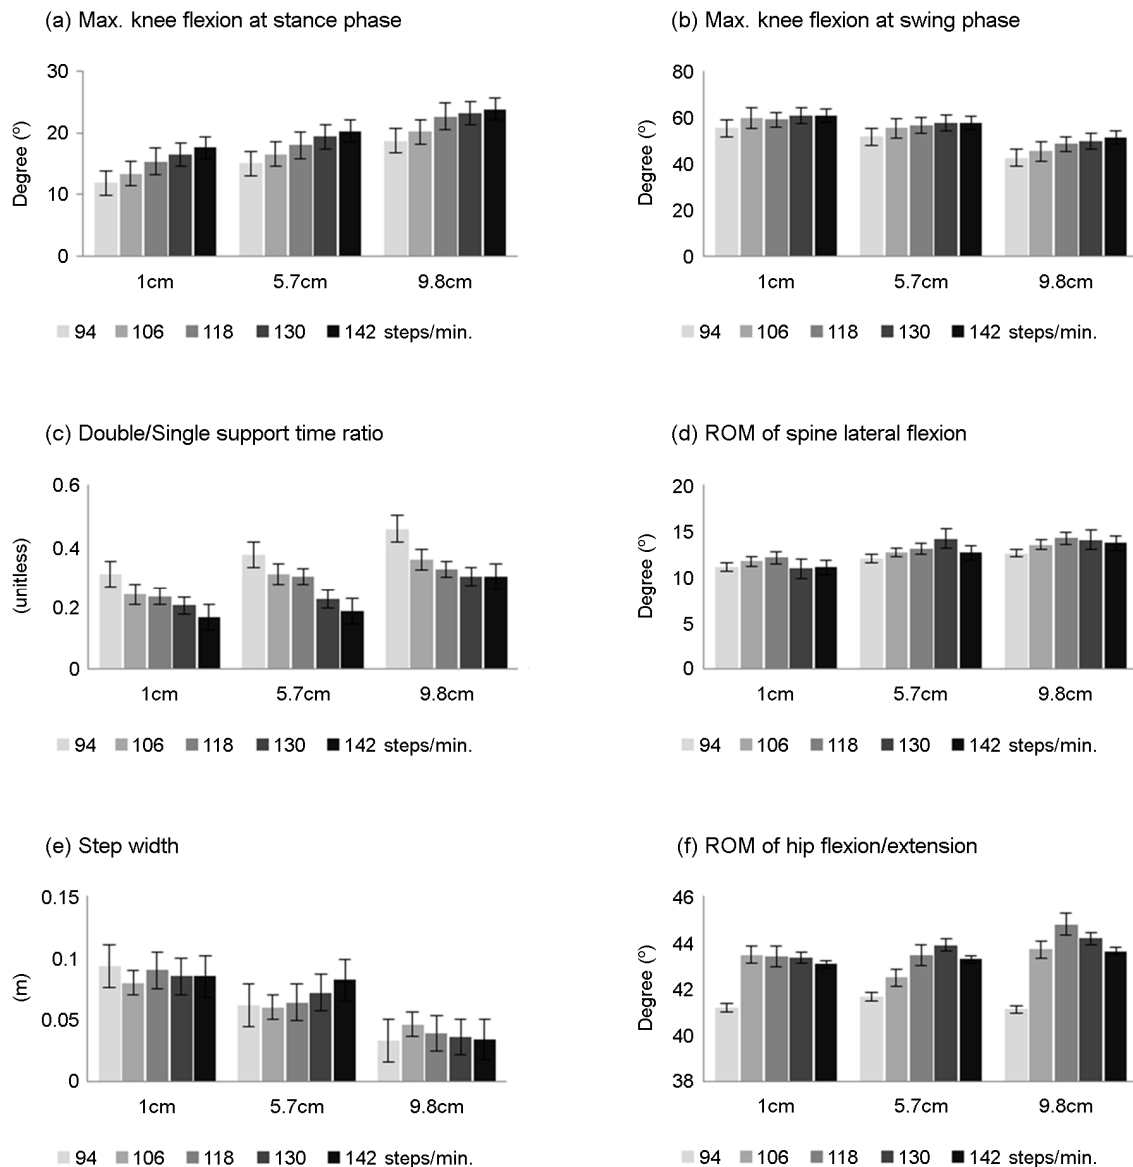 (a) Max. knee flexion at stance phase
Degree (º)
30
20
10
0
1cm 5.7cm 9.8cm
94 106 118 130 142 steps/min.
(b) Max. knee flexion at swing phase
Degree (º)
80
60
40
20
0
1cm 5.7cm 9.8cm
94 106 118 130 142 steps/min.
(c) Double/Single support time ratio
(unitless)
0.6
0.4
0.2
0
1cm 5.7cm 9.8cm
94 106 118 130 142 steps/min.
(d) ROM of spine lateral flexion
Degree (º)
20
15
10
5
0
1cm 5.7cm 9.8cm
94 106 118 130 142 steps/min.
(e) Step width
(m)
0.15
0.1
0.05
0
1cm 5.7cm 9.8cm
94 106 118 130 142 steps/min.
(f) ROM of hip flexion/extension
Degree (º)
46
44
42
40
38
1cm 5.7cm 9.8cm
94 106 118 130 142 steps/min.